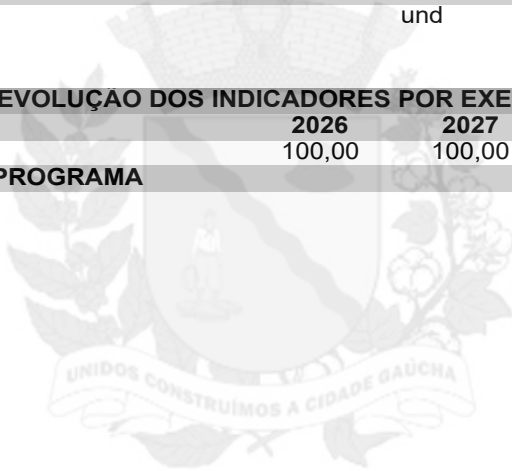 und
EVOLUÇÃO DOS INDICADORES POR EXE
2026 2027
100,00 100,00
PROGRAMA
UNIDOS CONSTRUÍMOS A CIDADE GAÚCHA